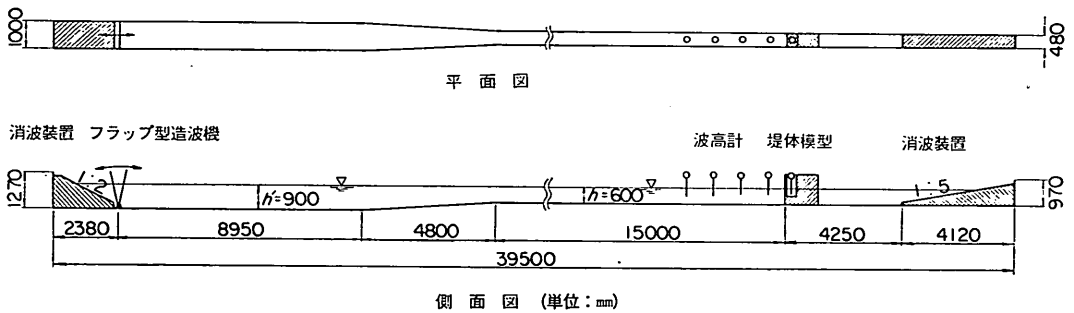 1000
480
平面図
消波装置 フラップ型造波機
波高計 堤体模型 消波装置
1270
1:2
h'=900
h=600
1:5
970
2380 8950 4800 15000 4250 4120
39500
側面図 (単位:mm)